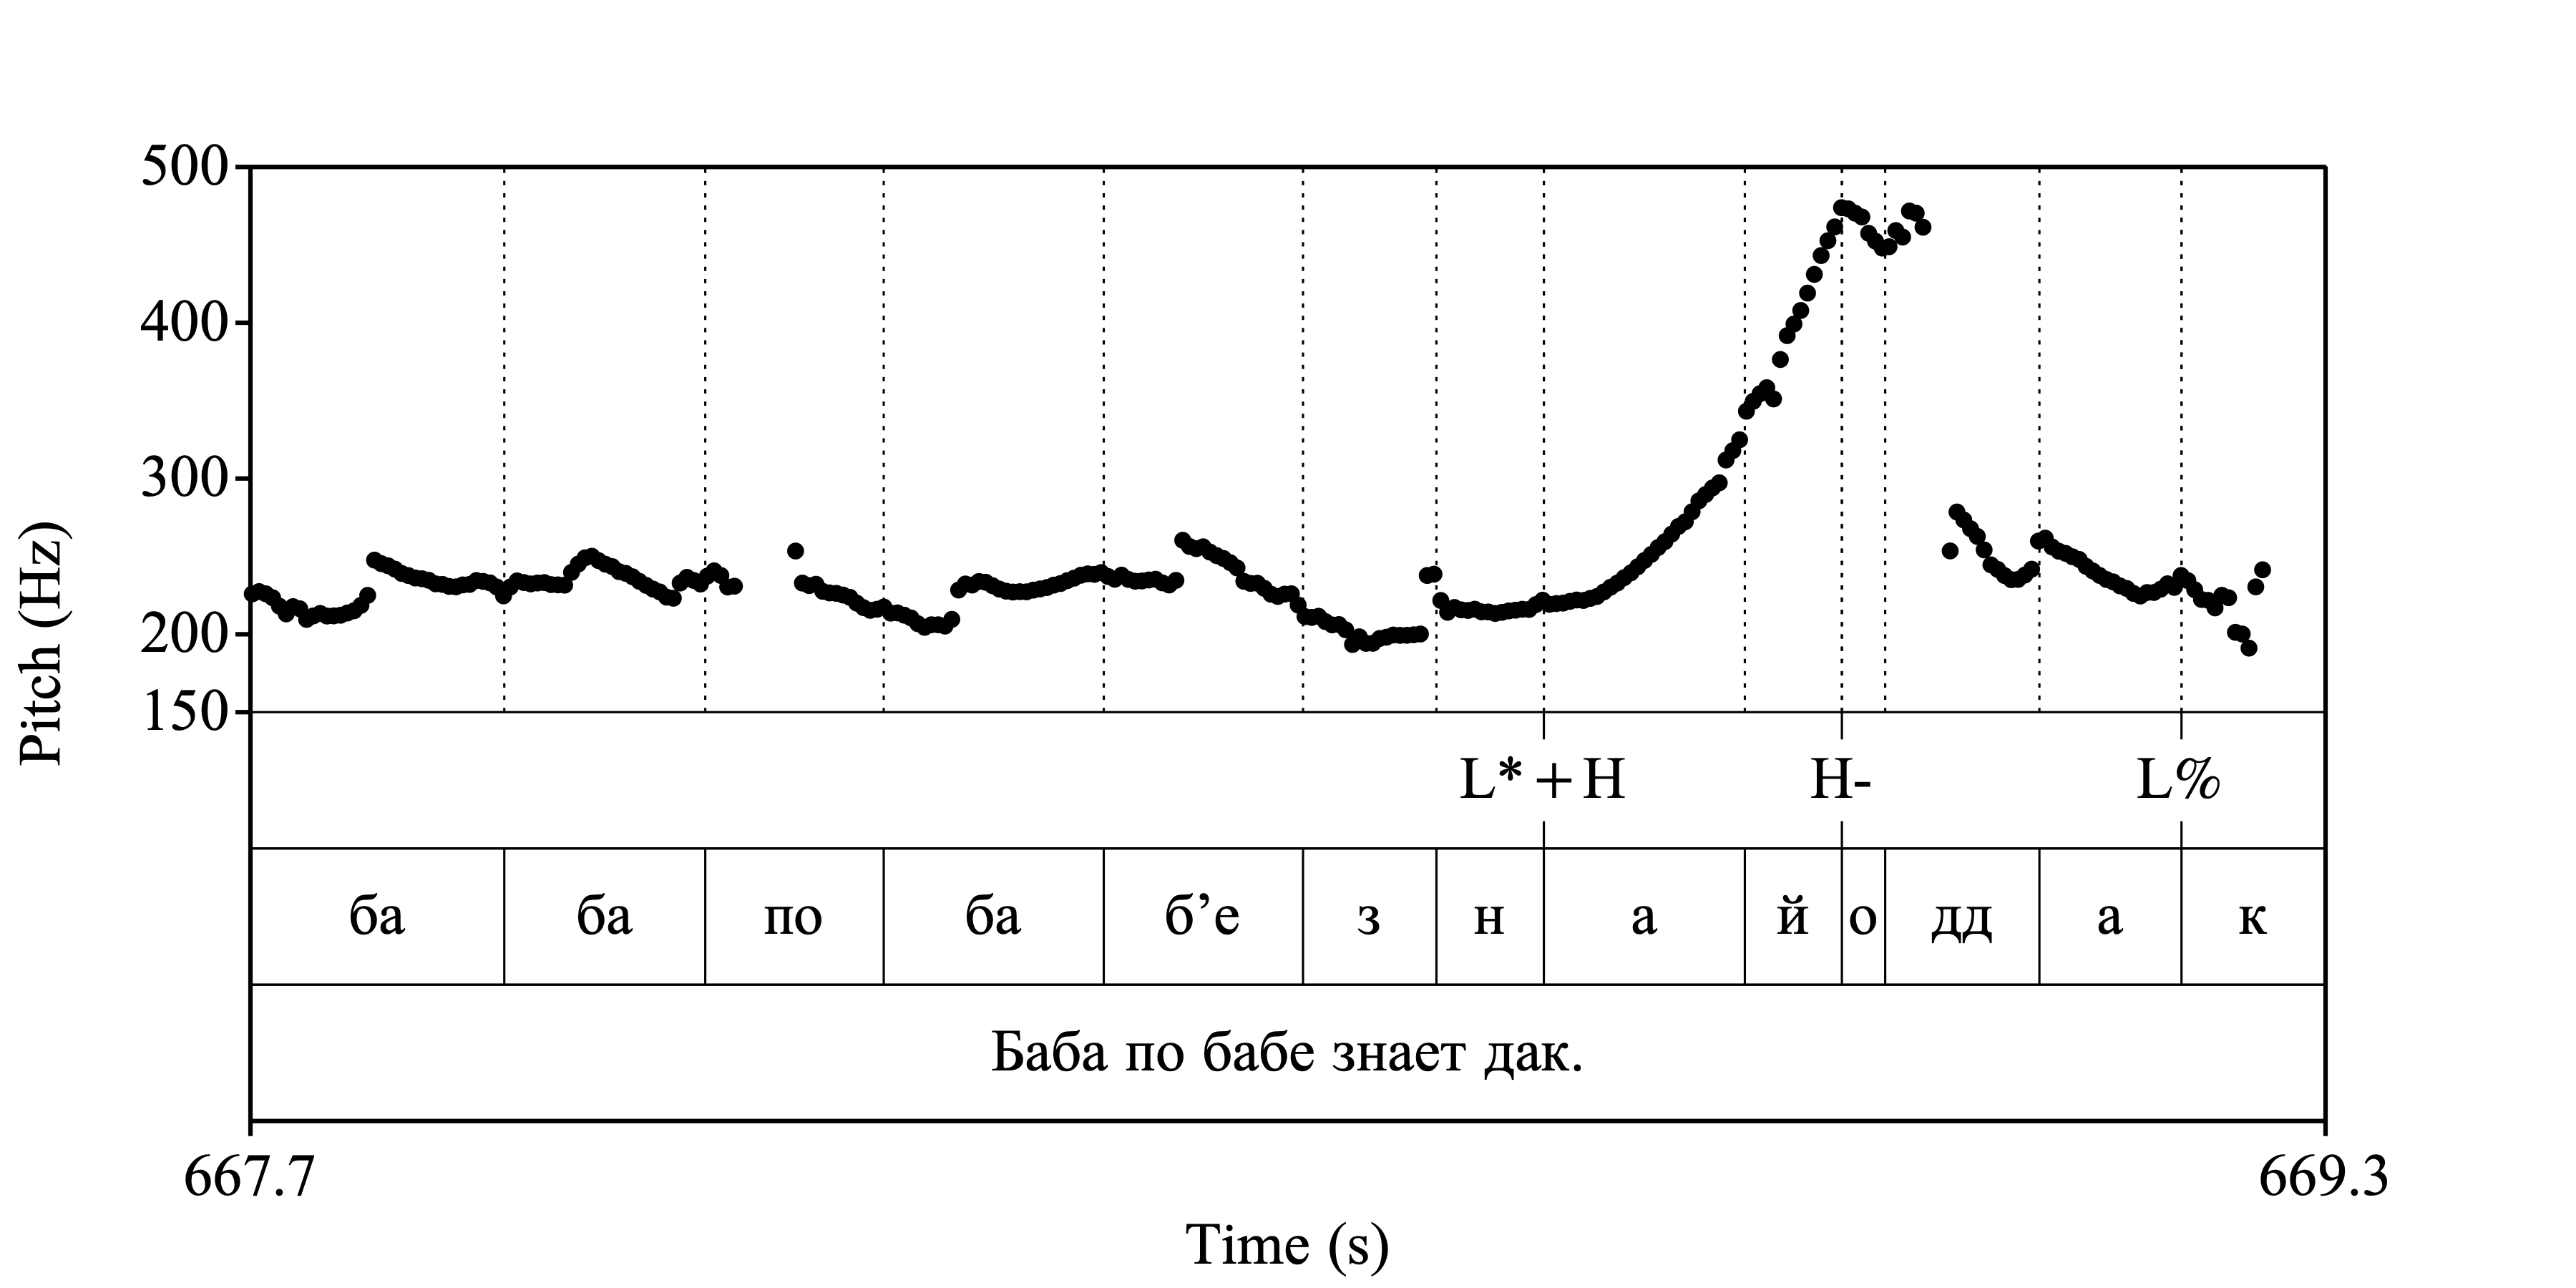 500
400
300
200
150
Pitch (Hz)
L*+H H- L%
ба ба по ба б’е з н а й о дд а к
Баба по бабе знает дак.
667.7 669.3
Time (s)